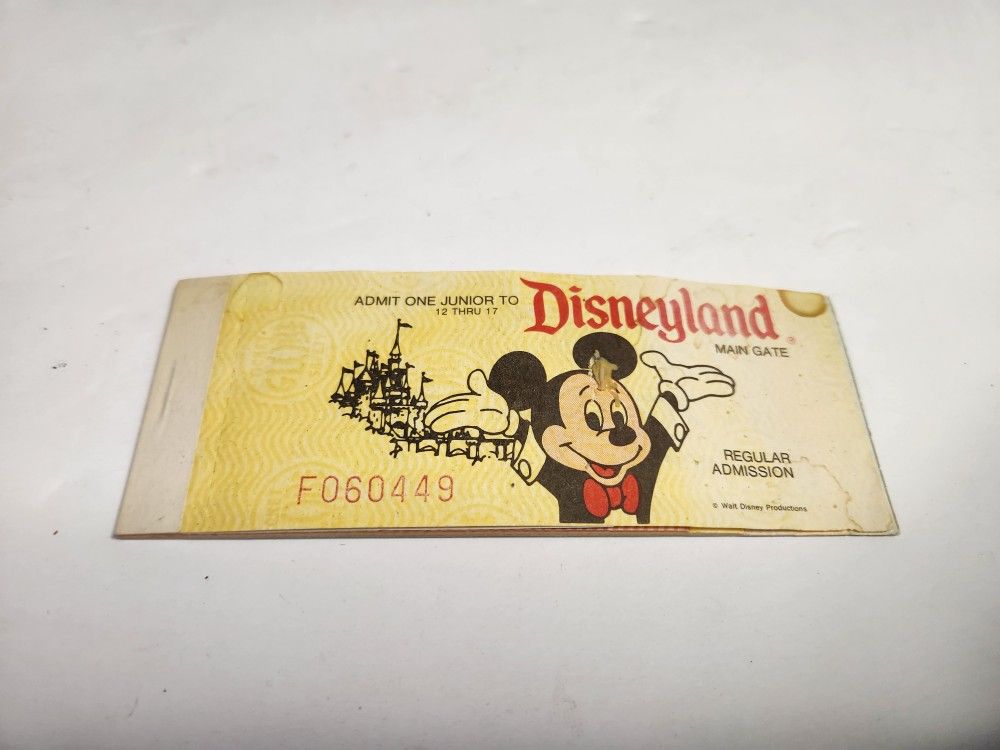 ADMIT ONE JUNIOR TO
12 THRU 17
Disneyland®
MAIN GATE
REGULAR
ADMISSION
F060449
© Walt Disney Productions